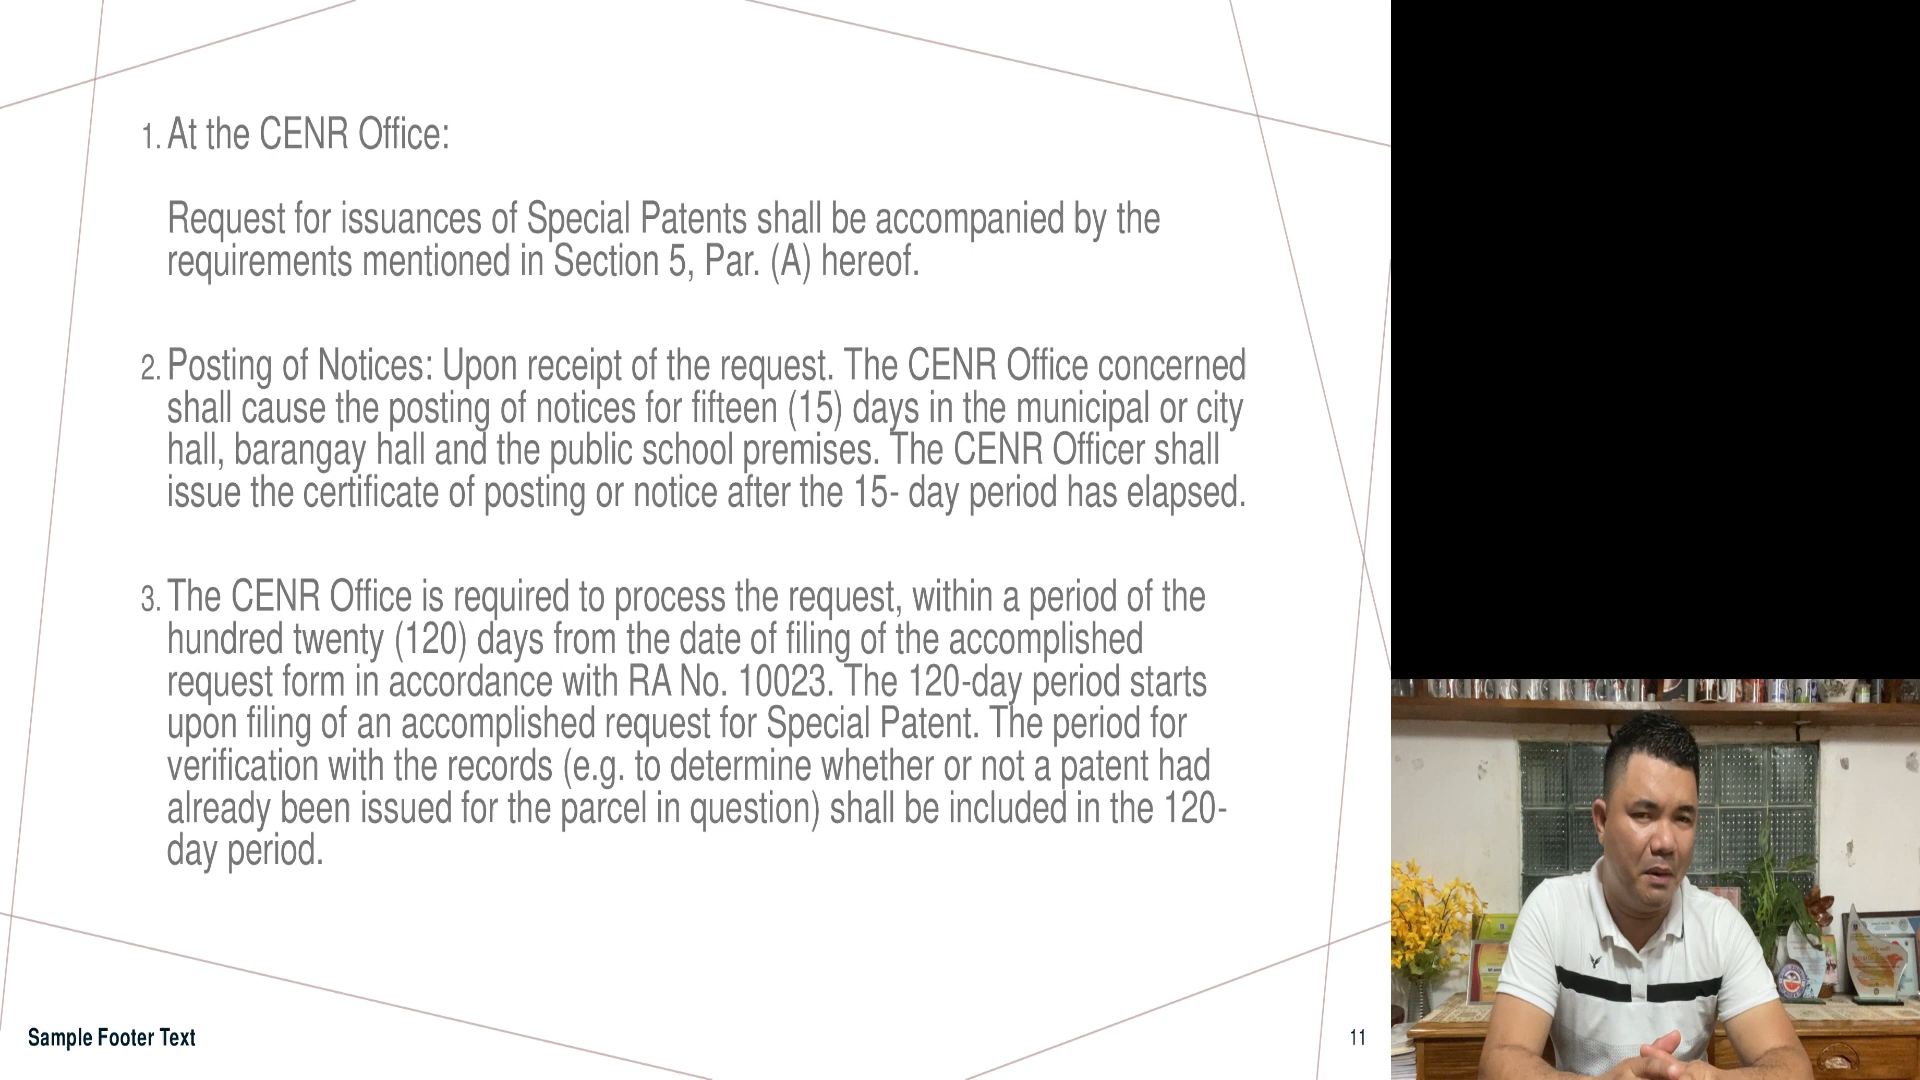 1. At the CENR Office:
Request for issuances of Special Patents shall be accompanied by the
requirements mentioned in Section 5, Par. (A) hereof.
2. Posting of Notices: Upon receipt of the request. The CENR Office concerned
shall cause the posting of notices for fifteen (15) days in the municipal or city
hall, barangay hall and the public school premises. The CENR Officer shall
issue the certificate of posting or notice after the 15- day period has elapsed.
3. The CENR Office is required to process the request, within a period of the
hundred twenty (120) days from the date of filing of the accomplished
request form in accordance with RA No. 10023. The 120-day period starts
upon filing of an accomplished request for Special Patent. The period for
verification with the records (e.g. to determine whether or not a patent had
already been issued for the parcel in question) shall be included in the 120-
day period.
Sample Footer Text
11